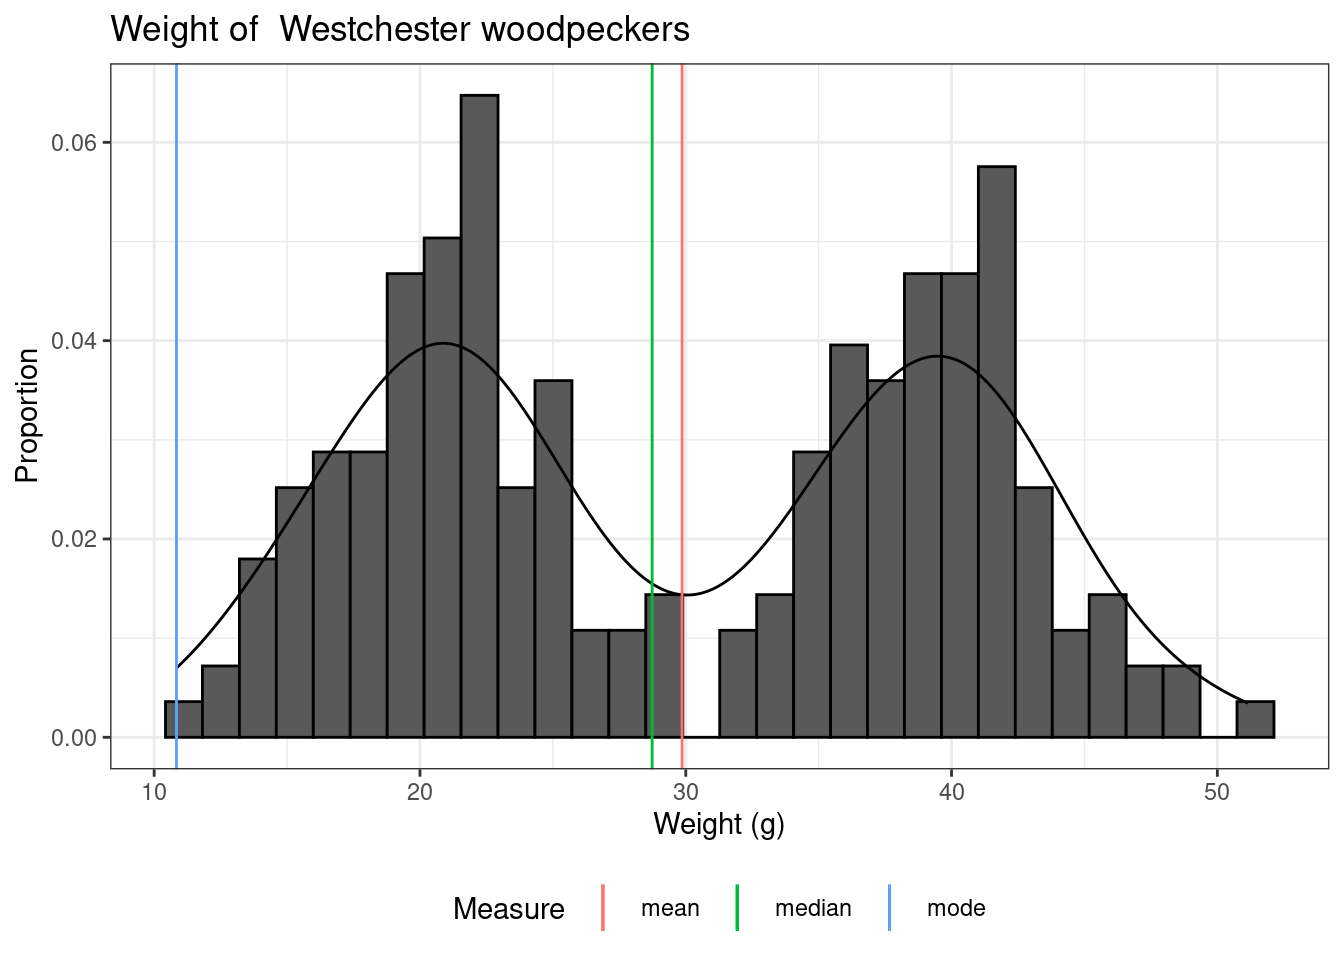 Weight of  Westchester woodpeckers
Proportion
0.06
0.04
0.02
0.00
10 20 30 40 50
Weight (g)
Measure mean median mode